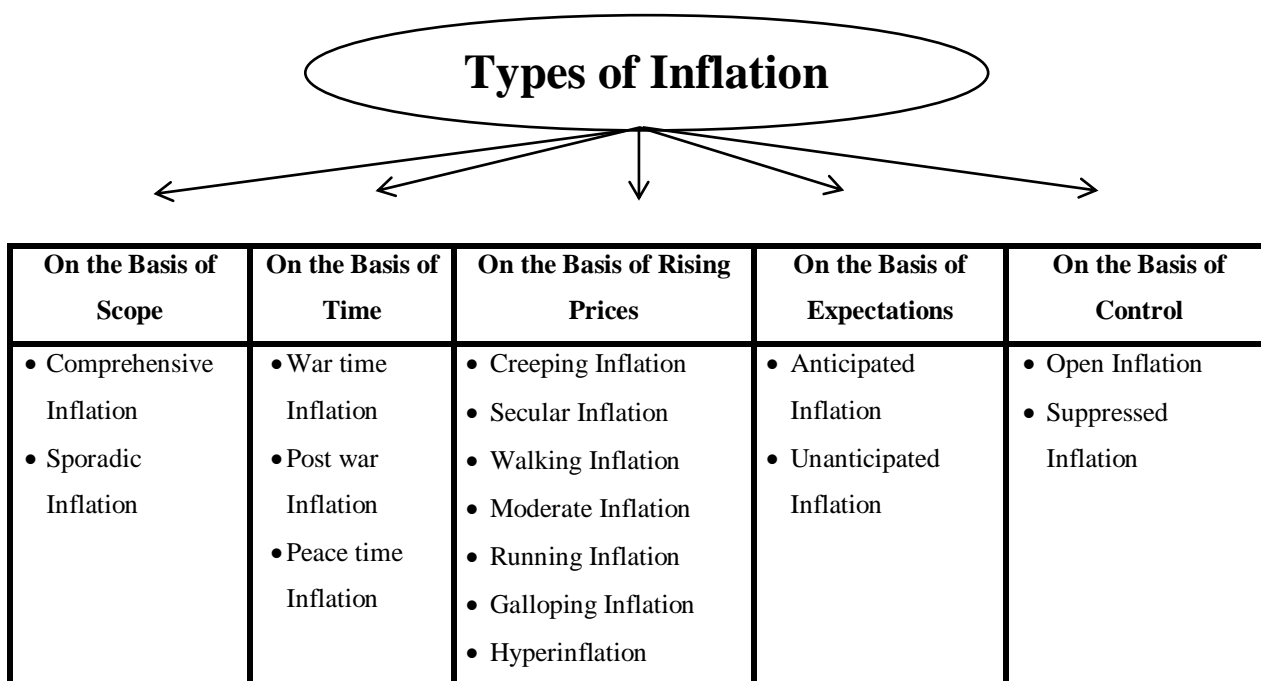 Types of Inflation
On the Basis of
Scope
On the Basis of
Time
On the Basis of Rising
Prices
On the Basis of
Expectations
On the Basis of
Control
• Comprehensive
Inflation
• Sporadic
Inflation
• War time
Inflation
• Post war
Inflation
• Peace time
Inflation
• Creeping Inflation
• Secular Inflation
• Walking Inflation
• Moderate Inflation
• Running Inflation
• Galloping Inflation
• Hyperinflation
• Anticipated
Inflation
• Unanticipated
Inflation
• Open Inflation
• Suppressed
Inflation